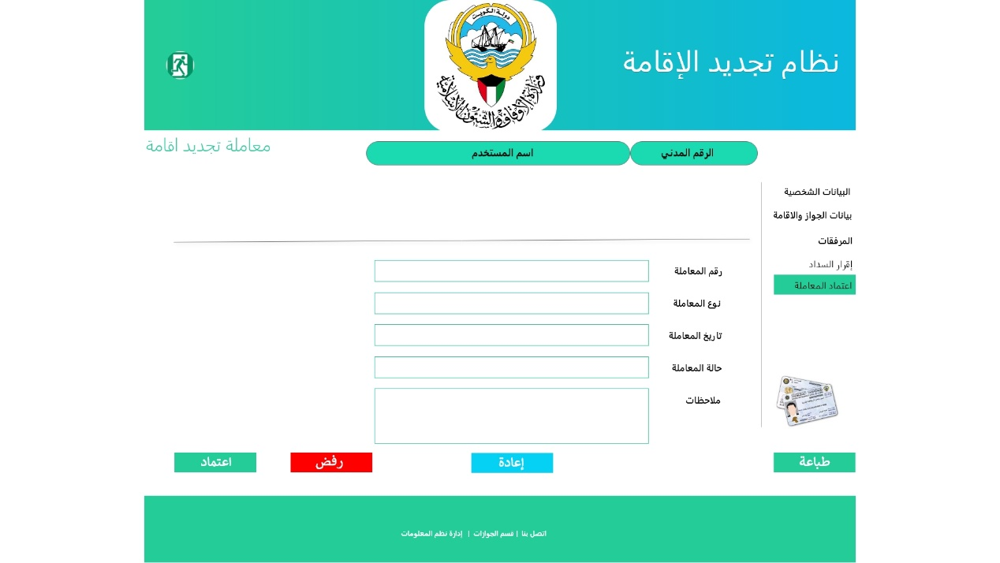 دولة الكويت
وزارة الأوقاف والشئون الإسلامية
نظام تجديد الإقامة
معاملة تجديد اقامة
الرقم المدني
اسم المستخدم
البيانات الشخصية
بيانات الجواز والاقامة
المرفقات
إقرار السداد
اعتماد المعاملة
رقم المعاملة
نوع المعاملة
تاريخ المعاملة
حالة المعاملة
ملاحظات
طباعة
إعادة
رفض
اعتماد
اتصل بنا | قسم الجوازات | إدارة نظم المعلومات